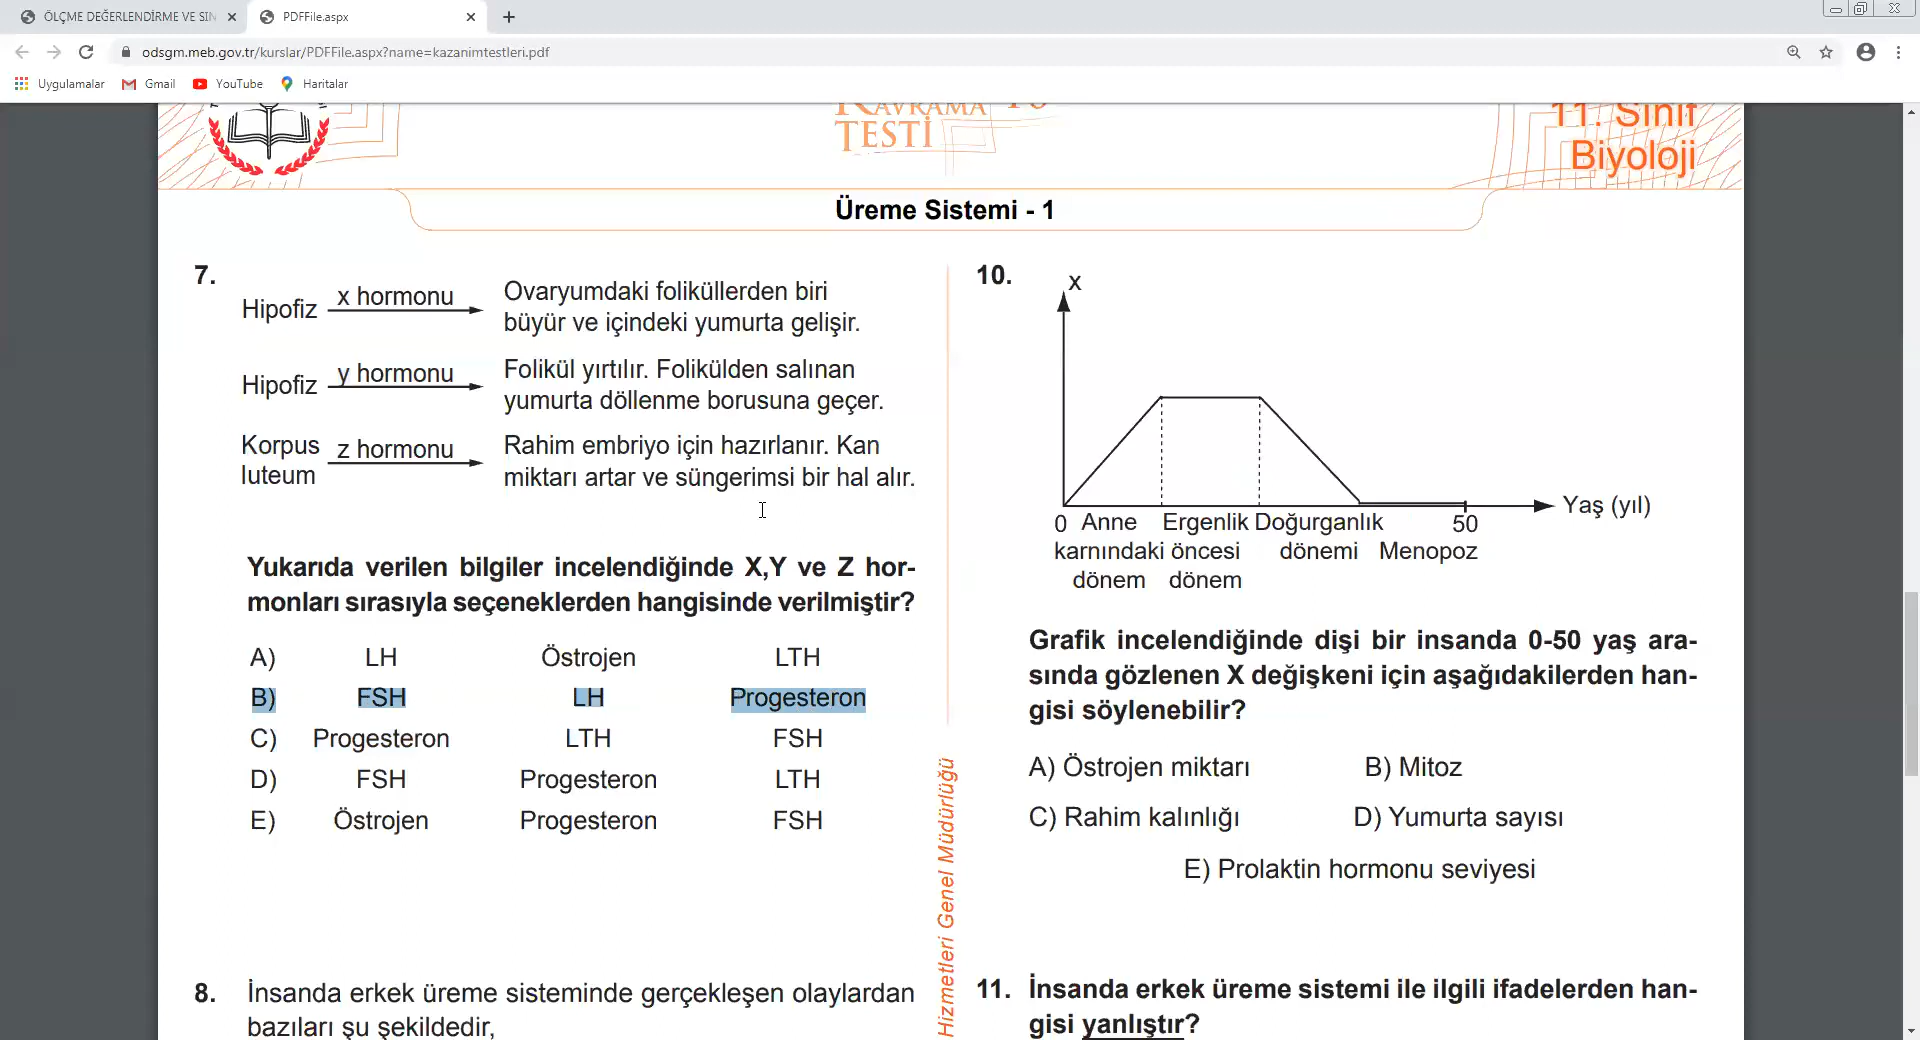 ÖLÇME DEĞERLENDİRME VE SIN
PDFFile.aspx
odsgm.meb.gov.tr/kurslar/PDFFile.aspx?name=kazanimtestleri.pdf
Uygulamalar
Gmail
YouTube
Haritalar
KAVRAMA
TESTİ
11. Sınıf
Biyoloji
Üreme Sistemi - 1
7.
Hipofiz x hormonu Ovaryumdaki foliküllerden biri
büyür ve içindeki yumurta gelişir.
Hipofiz y hormonu Folikül yırtılır. Folikülden salınan
yumurta döllenme borusuna geçer.
Korpus luteum z hormonu Rahim embriyo için hazırlanır. Kan
miktarı artar ve süngerimsi bir hal alır.
Yukarıda verilen bilgiler incelendiğinde X,Y ve Z hor-
monları sırasıyla seçeneklerden hangisinde verilmiştir?
A) LH Östrojen LTH
B) FSH LH Progesteron
C) Progesteron LTH FSH
D) FSH Progesteron LTH
E) Östrojen Progesteron FSH
8. İnsanda erkek üreme sisteminde gerçekleşen olaylardan
bazıları şu şekildedir,
Hizmetleri Genel Müdürlüğü
10.
x
Yaş (yıl)
0 Anne karnındaki dönem
Ergenlik öncesi dönem
Doğurganlık dönemi
Menopoz
50
Grafik incelendiğinde dişi bir insanda 0-50 yaş ara-
sında gözlenen X değişkeni için aşağıdakilerden han-
gisi söylenebilir?
A) Östrojen miktarı B) Mitoz
C) Rahim kalınlığı D) Yumurta sayısı
E) Prolaktin hormonu seviyesi
11. İnsanda erkek üreme sistemi ile ilgili ifadelerden han-
gisi yanlıştır?